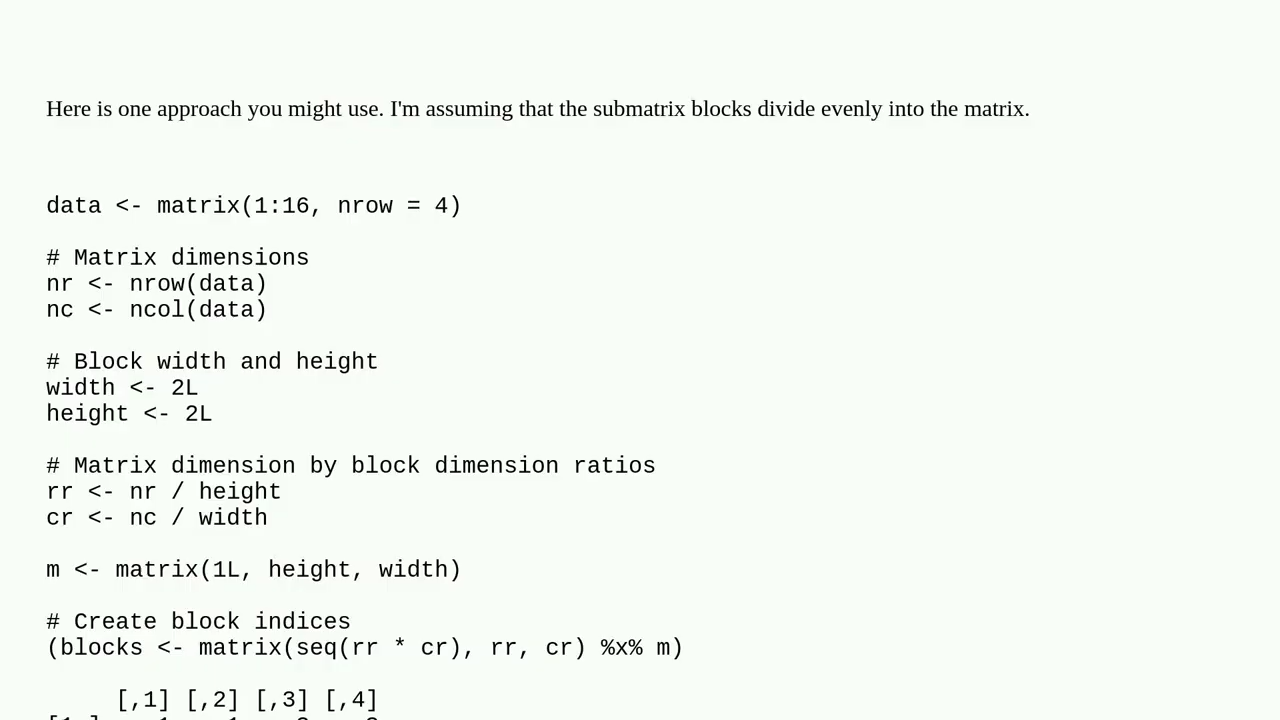 Here is one approach you might use. I'm assuming that the submatrix blocks divide evenly into the matrix.
data <- matrix(1:16, nrow = 4)
# Matrix dimensions
nr <- nrow(data)
nc <- ncol(data)
# Block width and height
width <- 2L
height <- 2L
# Matrix dimension by block dimension ratios
rr <- nr / height
cr <- nc / width
m <- matrix(1L, height, width)
# Create block indices
(blocks <- matrix(seq(rr * cr), rr, cr) %x% m)
[,1] [,2] [,3] [,4]